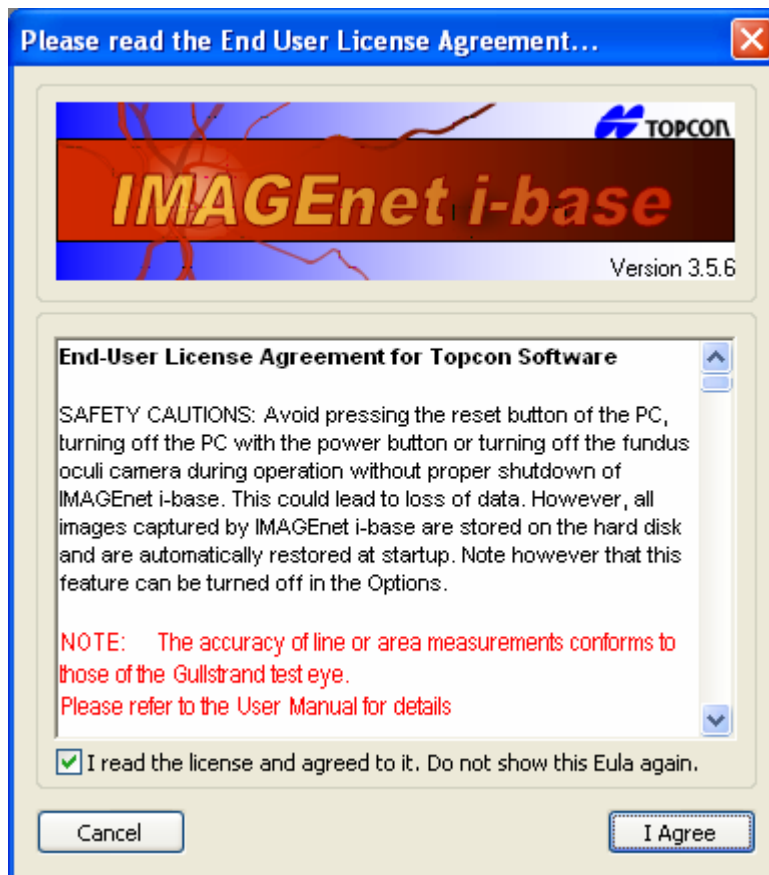 Please read the End User License Agreement...
TOPCON
IMAGEnet i-base
Version 3.5.6
End-User License Agreement for Topcon Software
SAFETY CAUTIONS: Avoid pressing the reset button of the PC,
turning off the PC with the power button or turning off the fundus
oculi camera during operation without proper shutdown of
IMAGEnet i-base. This could lead to loss of data. However, all
images captured by IMAGEnet i-base are stored on the hard disk
and are automatically restored at startup. Note however that this
feature can be turned off in the Options.
NOTE: The accuracy of line or area measurements conforms to
those of the Gullstrand test eye.
Please refer to the User Manual for details
I read the license and agreed to it. Do not show this Eula again.
Cancel
I Agree